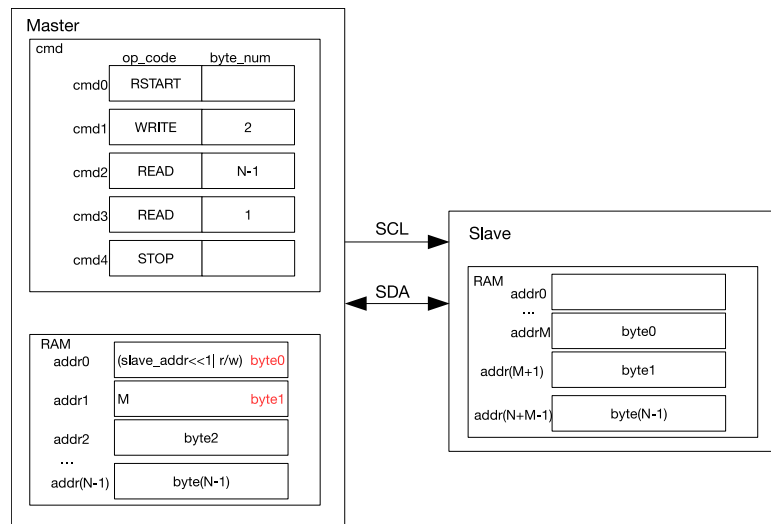 Master
cmd
op_code byte_num
cmd0 RSTART
cmd1 WRITE 2
cmd2 READ N-1
cmd3 READ 1
cmd4 STOP
SCL
SDA
RAM
addr0 (slave_addr<<1| r/w) byte0
addr1 M byte1
addr2 byte2
...
addr(N-1) byte(N-1)
Slave
RAM
addr0
...
addrM byte0
addr(M+1) byte1
addr(N+M-1) byte(N-1)